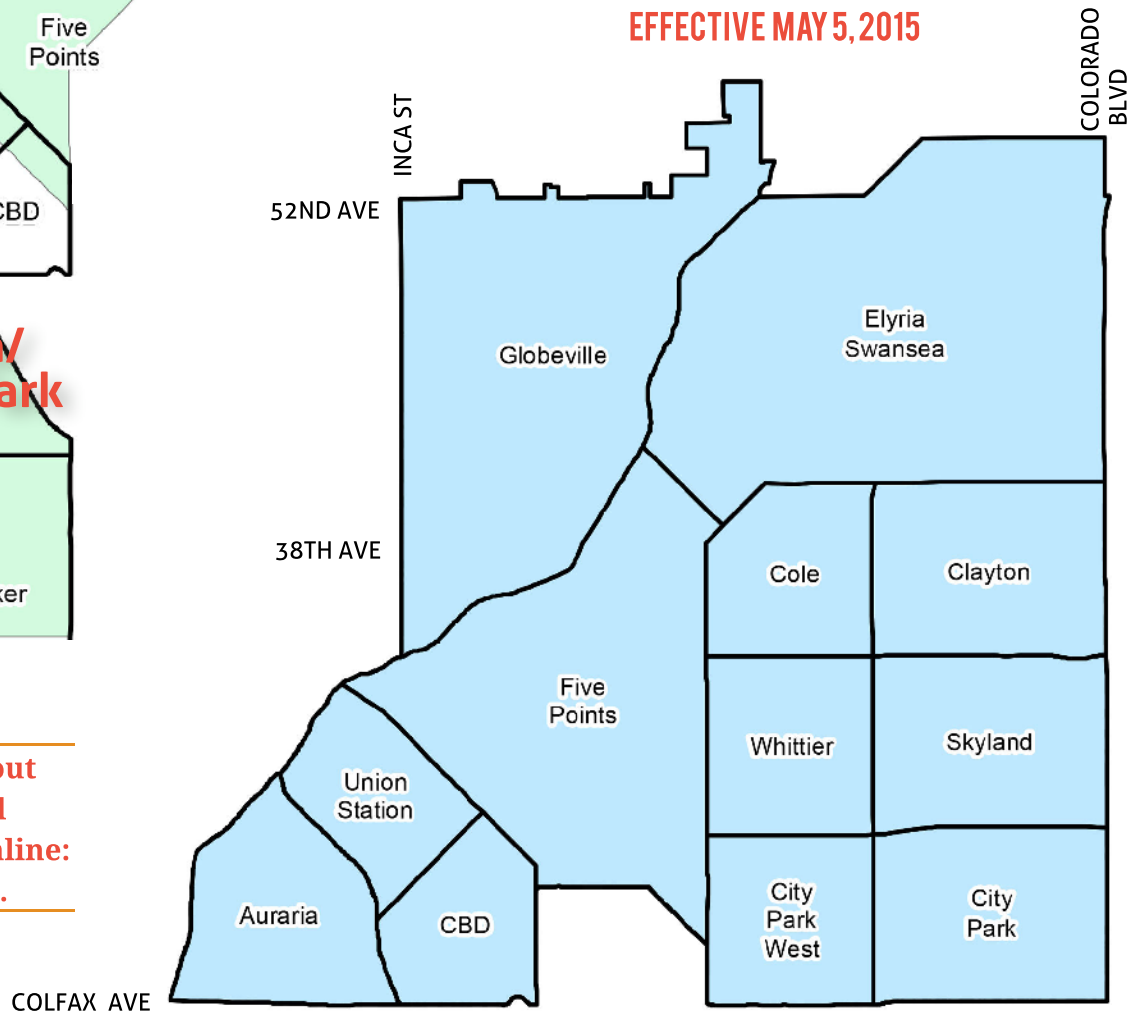 Five
Points
CBD
EFFECTIVE MAY 5, 2015
COLORADO
BLVD
INCA ST
52ND AVE
Elyria
Swansea
Globeville
38TH AVE
Cole
Clayton
Five
Points
Whittier
Skyland
Union
Station
City
Park
West
City
Park
Auraria
CBD
COLFAX AVE